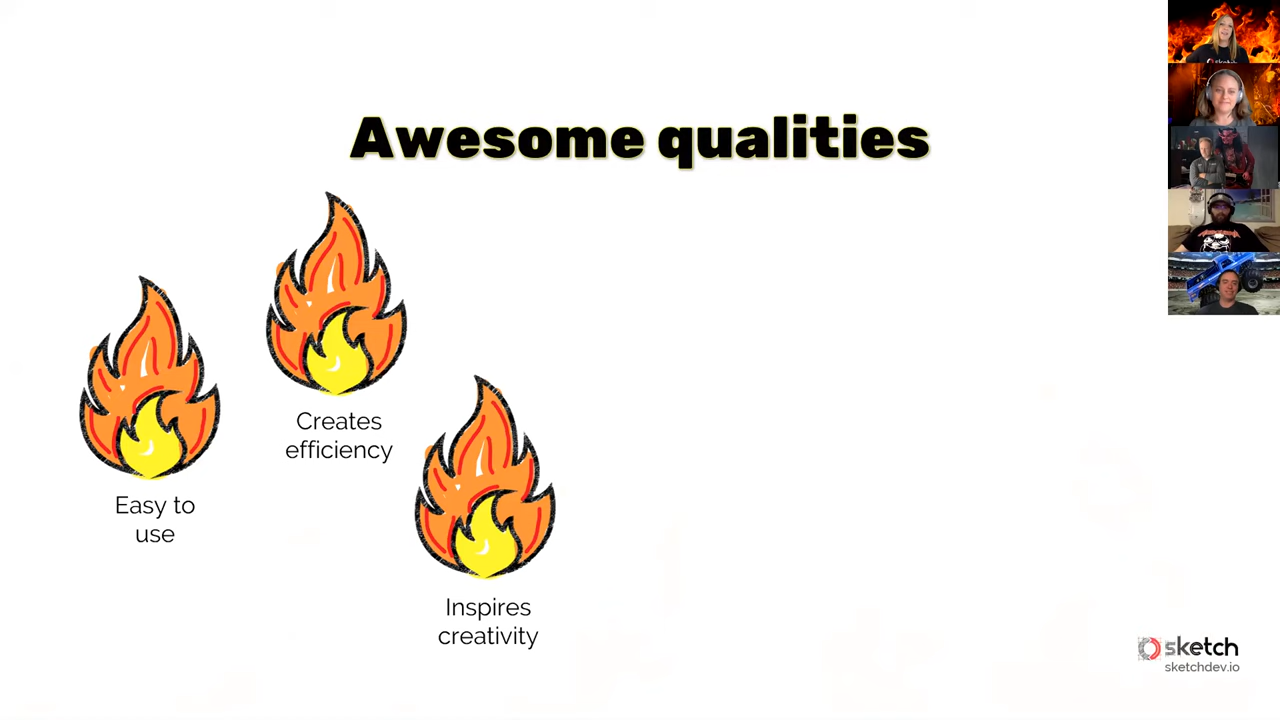 Awesome qualities
Creates
efficiency
Easy to
use
Inspires
creativity
sketch
sketchdev.io